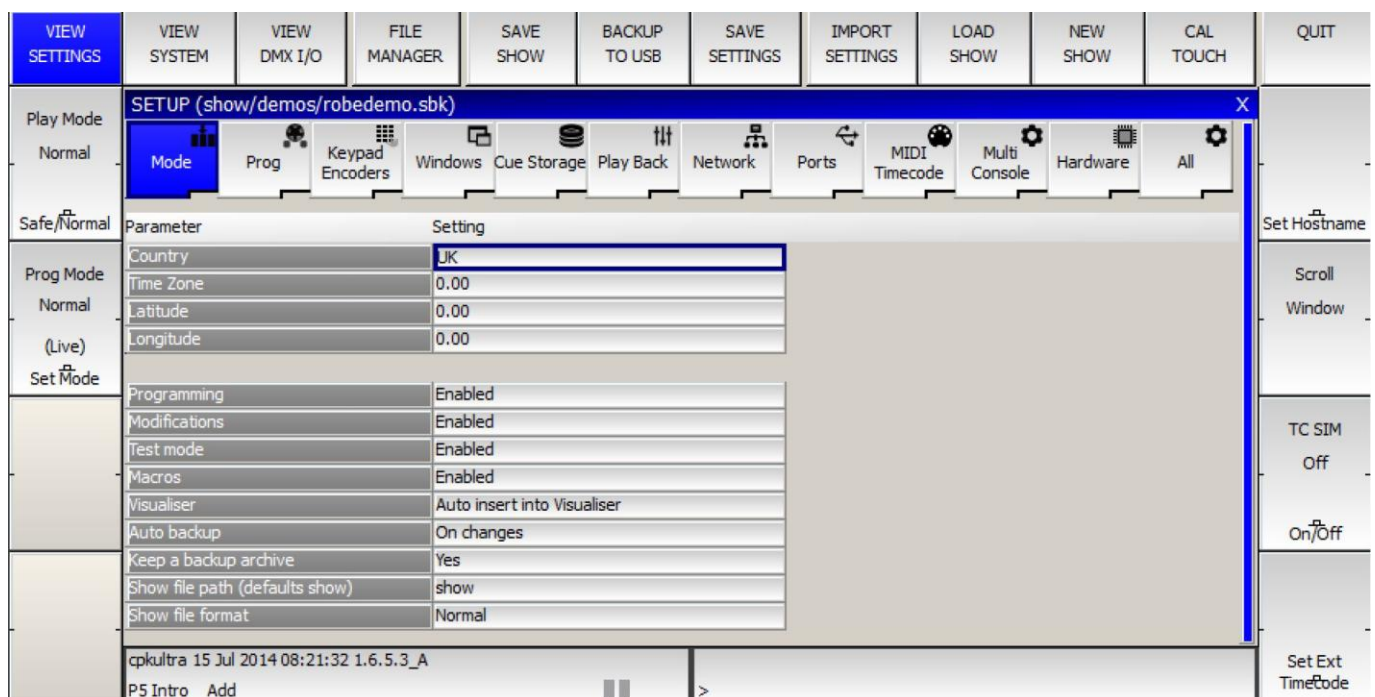 VIEW
SETTINGS
VIEW
SYSTEM
VIEW
DMX I/O
FILE
MANAGER
SAVE
SHOW
BACKUP
TO USB
SAVE
SETTINGS
IMPORT
SETTINGS
LOAD
SHOW
NEW
SHOW
CAL
TOUCH
QUIT
Play Mode
Normal
Safe/Normal
Prog Mode
Normal
(Live)
Set Mode
SETUP (show/demos/robedemo.sbk) X
Mode
Prog
Keypad
Encoders
Windows
Cue Storage
Play Back
Network
Ports
MIDI
Timecode
Multi
Console
Hardware
All
Parameter Setting
Country UK
Time Zone 0.00
Latitude 0.00
Longitude 0.00
Programming Enabled
Modifications Enabled
Test mode Enabled
Macros Enabled
Visualiser Auto insert into Visualiser
Auto backup On changes
Keep a backup archive Yes
Show file path (defaults show) show
Show file format Normal
cpkultra 15 Jul 2014 08:21:32 1.6.5.3_A
P5 Intro Add
>
Set Hostname
Scroll
Window
TC SIM
Off
On/Off
Set Ext
Timecode